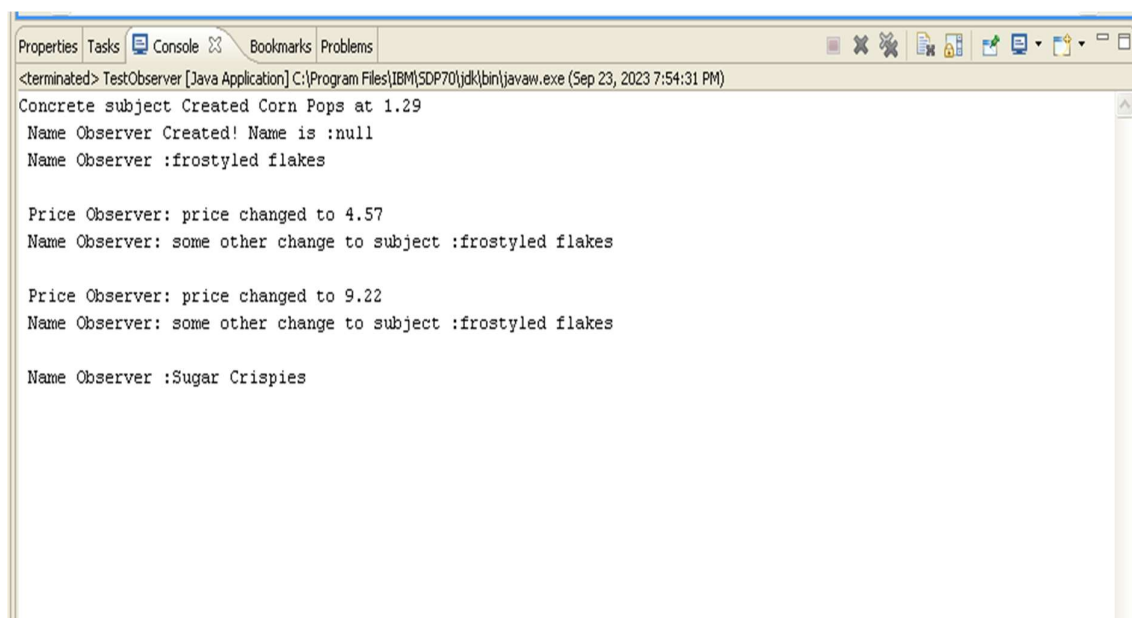 Properties Tasks Console Bookmarks Problems
<terminated> TestObserver [Java Application] C:\Program Files\IBM\SDP70\jdk\bin\javaw.exe (Sep 23, 2023 7:54:31 PM)
Concrete subject Created Corn Pops at 1.29
Name Observer Created! Name is :null
Name Observer :frostyled flakes
Price Observer: price changed to 4.57
Name Observer: some other change to subject :frostyled flakes
Price Observer: price changed to 9.22
Name Observer: some other change to subject :frostyled flakes
Name Observer :Sugar Crispies